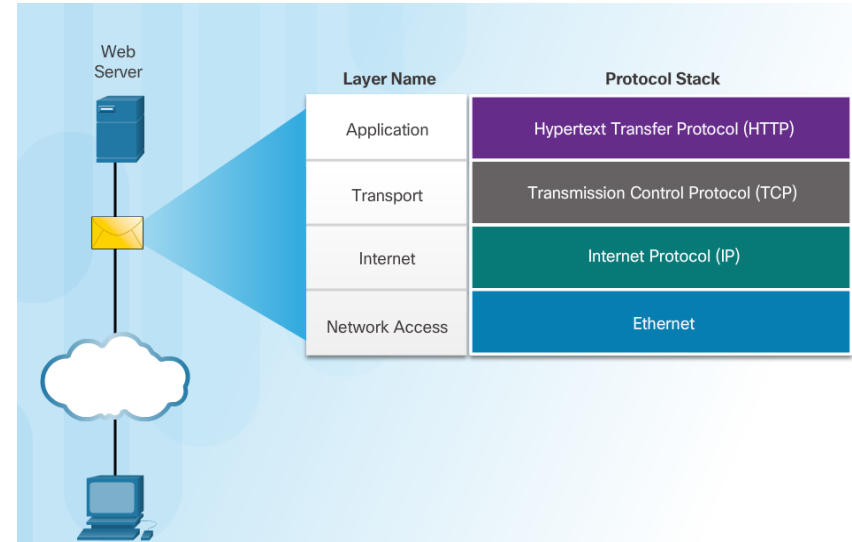 Web
Server
Layer Name
Protocol Stack
Application
Hypertext Transfer Protocol (HTTP)
Transport
Transmission Control Protocol (TCP)
Internet
Internet Protocol (IP)
Network Access
Ethernet